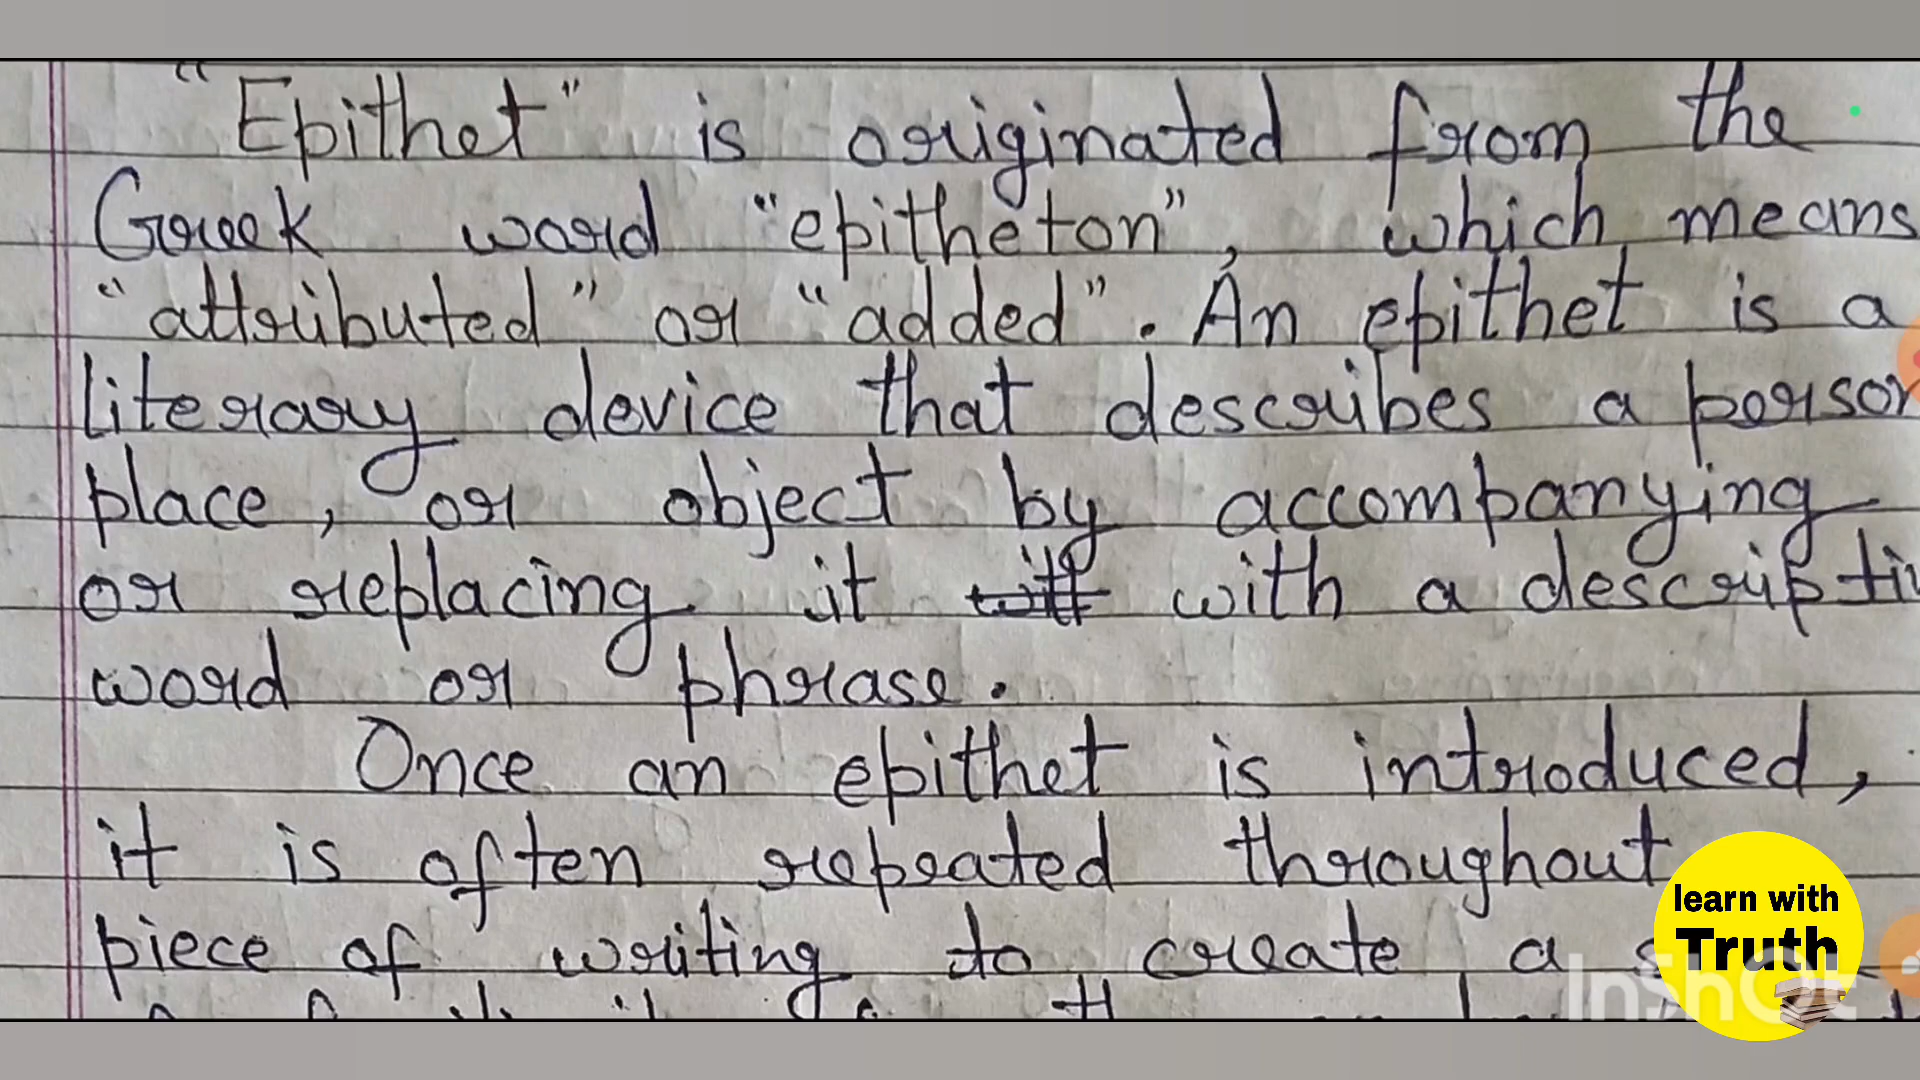 "Epithet" is originated from the
Greek word "epitheton", which means
"attributed" or "added". An epithet is a
literary device that describes a person
place, or object by accompanying
or replacing it with a descriptiv
word or phrase.
Once an epithet is introduced,
it is often repeated throughout
piece of writing to create a
learn with
Truth
InShOt